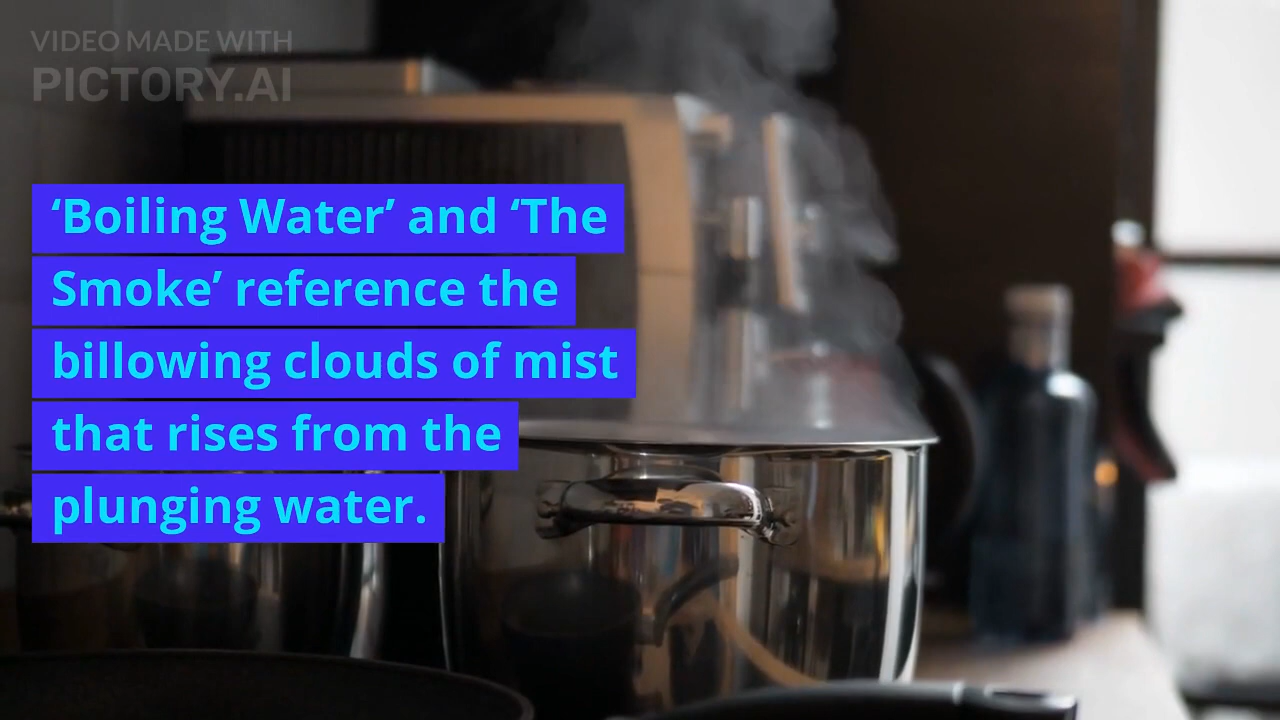 VIDEO MADE WITH
PICTORY.AI
‘Boiling Water’ and ‘The
Smoke’ reference the
billowing clouds of mist
that rises from the
plunging water.